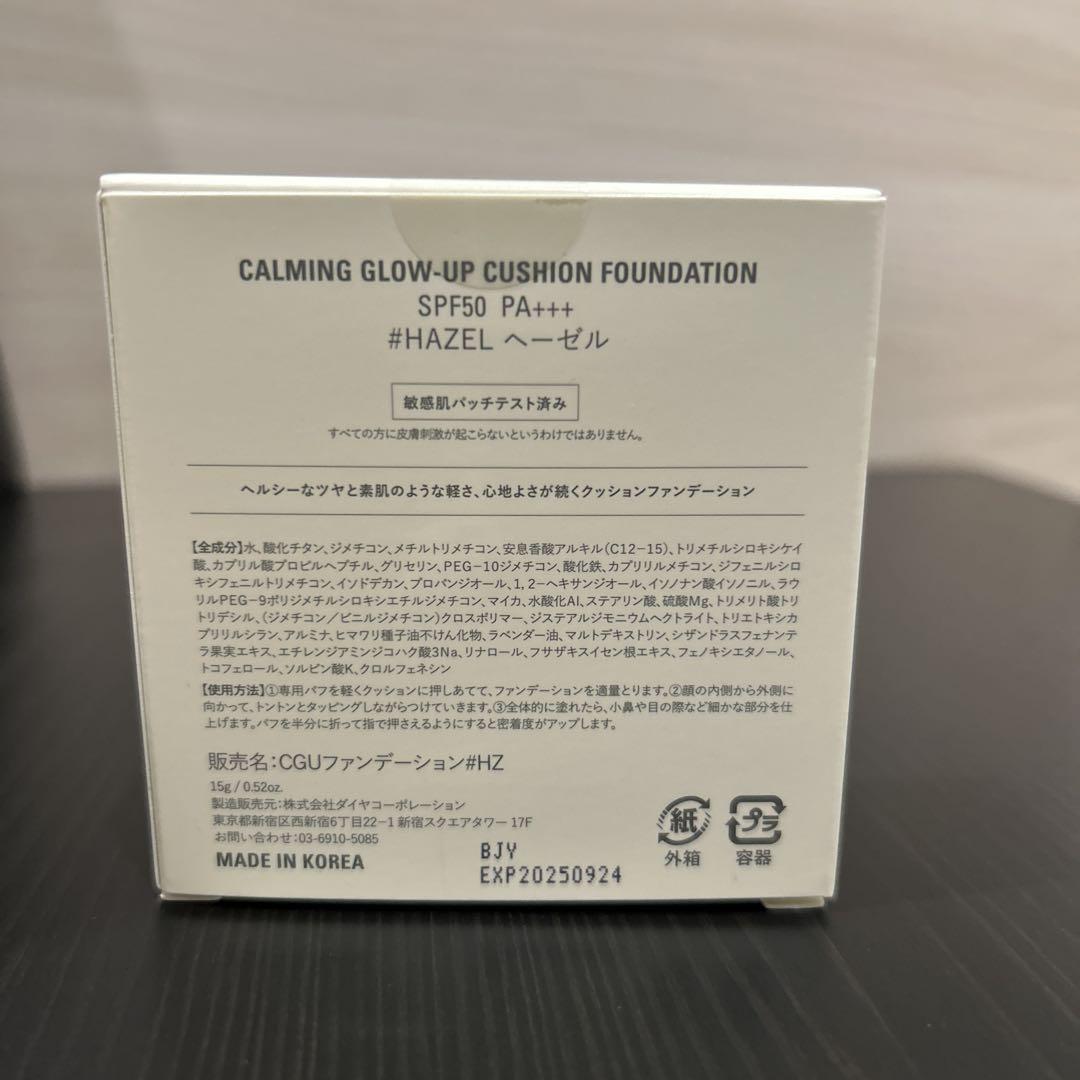 CALMING GLOW-UP CUSHION FOUNDATION
SPF50 PA+++
#HAZEL ヘーゼル
敏感肌パッチテスト済み
すべての方に皮膚刺激が起こらないというわけではありません。
ヘルシーなツヤと素肌のような軽さ、心地よさが続くクッションファンデーション
【全成分】水、酸化チタン、ジメチコン、メチルトリメチコン、安息香酸アルキル(C12-15)、トリメチルシロキシケイ
酸、カプリル酸プロピルヘプチル、グリセリン、PEG-10ジメチコン、酸化鉄、カプリリルメチコン、ジフェニルシロ
キシフェニルトリメチコン、イソドデカン、プロパンジオール、1,2-ヘキサンジオール、イソノナン酸イソノニル、ラウ
リルPEG-9ポリジメチルシロキシエチルジメチコン、マイカ、水酸化Al、ステアリン酸、硫酸Mg、トリメリト酸トリ
トリデシル、(ジメチコン/ビニルジメチコン)クロスポリマー、ジステアルジモニウムヘクトライト、トリエトキシカ
プリリルシラン、アルミナ、ヒマワリ種子油不けん化物、ラベンダー油、マルトデキストリン、シザンドラスフェナンテ
ラ果実エキス、エチレンジアミンジコハク酸3Na、リナロール、フサザキスイセン根エキス、フェノキシエタノール、
トコフェロール、ソルビン酸K、クロルフェネシン
【使用方法】①専用パフを軽くクッションに押しあてて、ファンデーションを適量とります。②顔の内側から外側に
向かって、トントンとタッピングしながらつけていきます。③全体的に塗れたら、小鼻や目の際など細かな部分を仕
上げます。パフを半分に折って指で押さえるようにすると密着度がアップします。
販売名:CGUファンデーション#HZ
15g / 0.52oz.
製造販売元:株式会社ダイヤコーポレーション
東京都新宿区西新宿6丁目22-1 新宿スクエアタワー 17F
お問い合わせ:03-6910-5085
MADE IN KOREA
BJY
EXP20250924
紙
外箱
プラ
容器